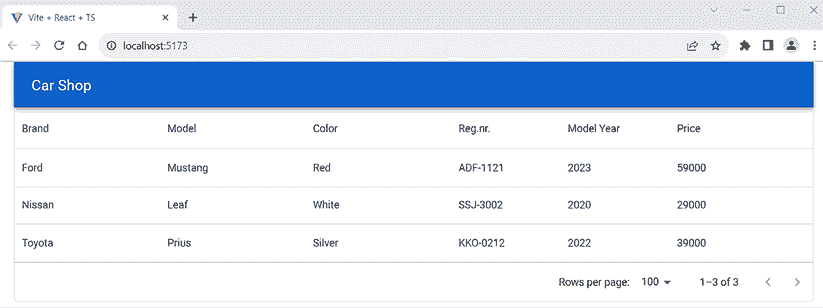 Vite + React + TS
localhost:5173
Car Shop
Brand Model Color Reg.nr. Model Year Price
Ford Mustang Red ADF-1121 2023 59000
Nissan Leaf White SSJ-3002 2020 29000
Toyota Prius Silver KKO-0212 2022 39000
Rows per page: 100 1–3 of 3